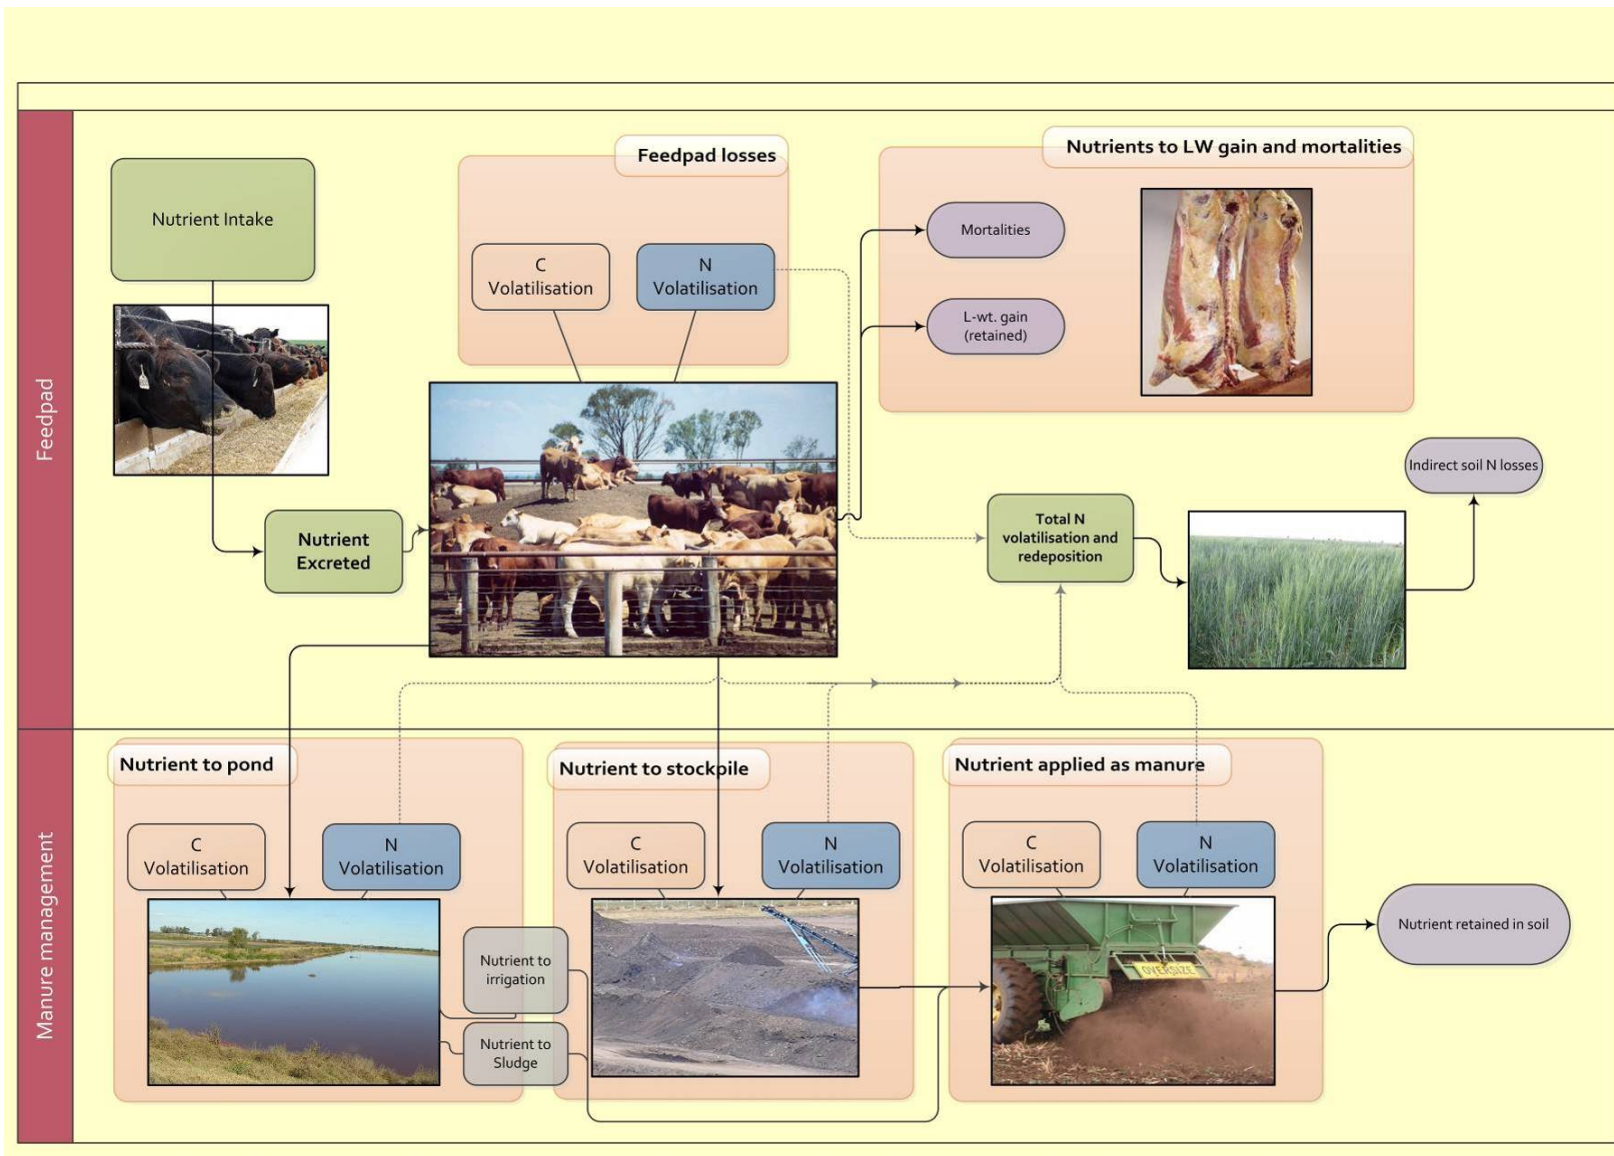 Feedpad
Nutrient Intake
Feedpad losses
C
Volatilisation
N
Volatilisation
Nutrients to LW gain and mortalities
Mortalities
L-wt. gain
(retained)
Nutrient
Excreted
Total N
volatilisation and
redeposition
Indirect soil N losses
Manure management
Nutrient to pond
C
Volatilisation
N
Volatilisation
Nutrient to
irrigation
Nutrient to
Sludge
Nutrient to stockpile
C
Volatilisation
N
Volatilisation
Nutrient applied as manure
C
Volatilisation
N
Volatilisation
OVERSIZE
Nutrient retained in soil